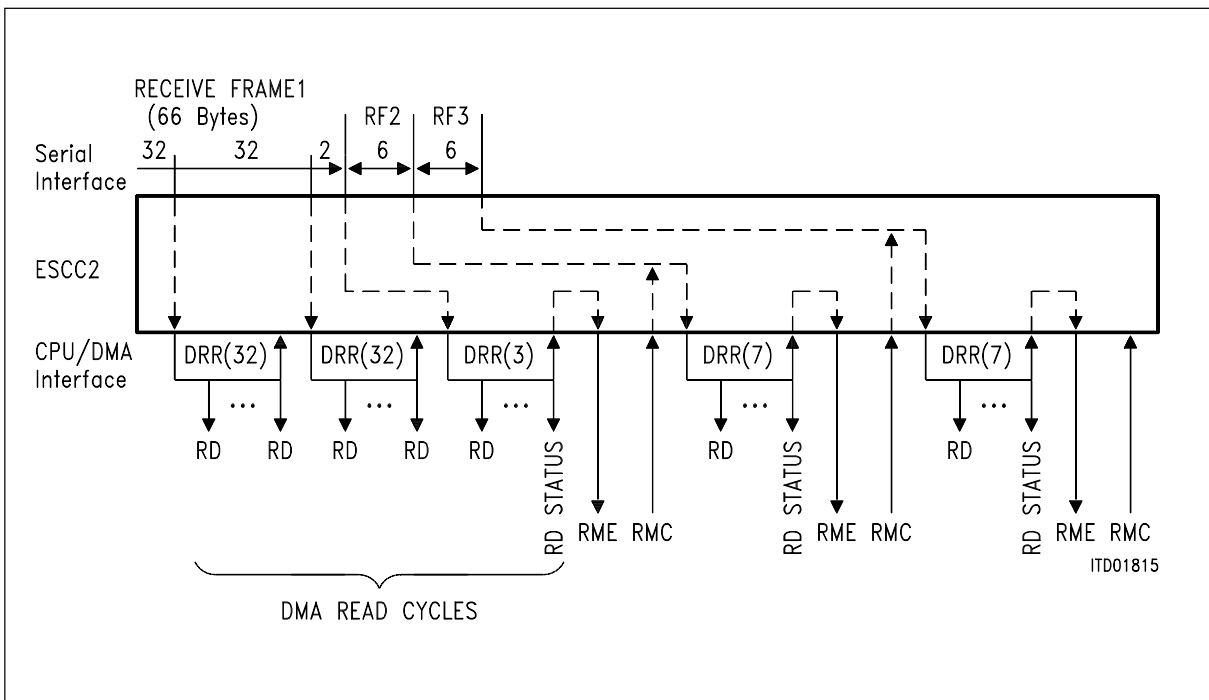 RECEIVE FRAME1
(66 Bytes)
RF2
RF3
Serial
Interface
32
32
2
6
6
ESCC2
CPU/DMA
Interface
DRR(32)
DRR(32)
DRR(3)
DRR(7)
DRR(7)
...
...
...
...
...
RD
RD
RD
RD
RD
RD STATUS
RME
RMC
RD
RD STATUS
RME
RMC
RD
RD STATUS
RME
RMC
ITD01815
DMA READ CYCLES